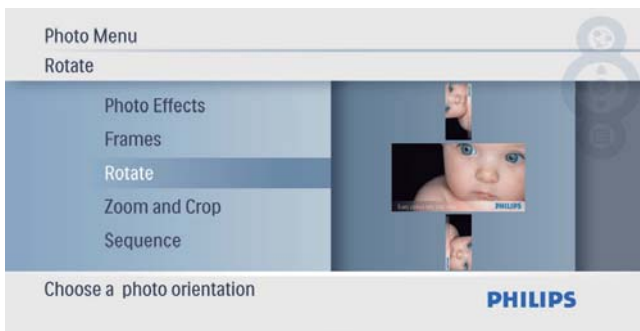 Photo Menu
Rotate
Photo Effects
Frames
Rotate
Zoom and Crop
Sequence
PHILIPS
Choose a photo orientation
PHILIPS